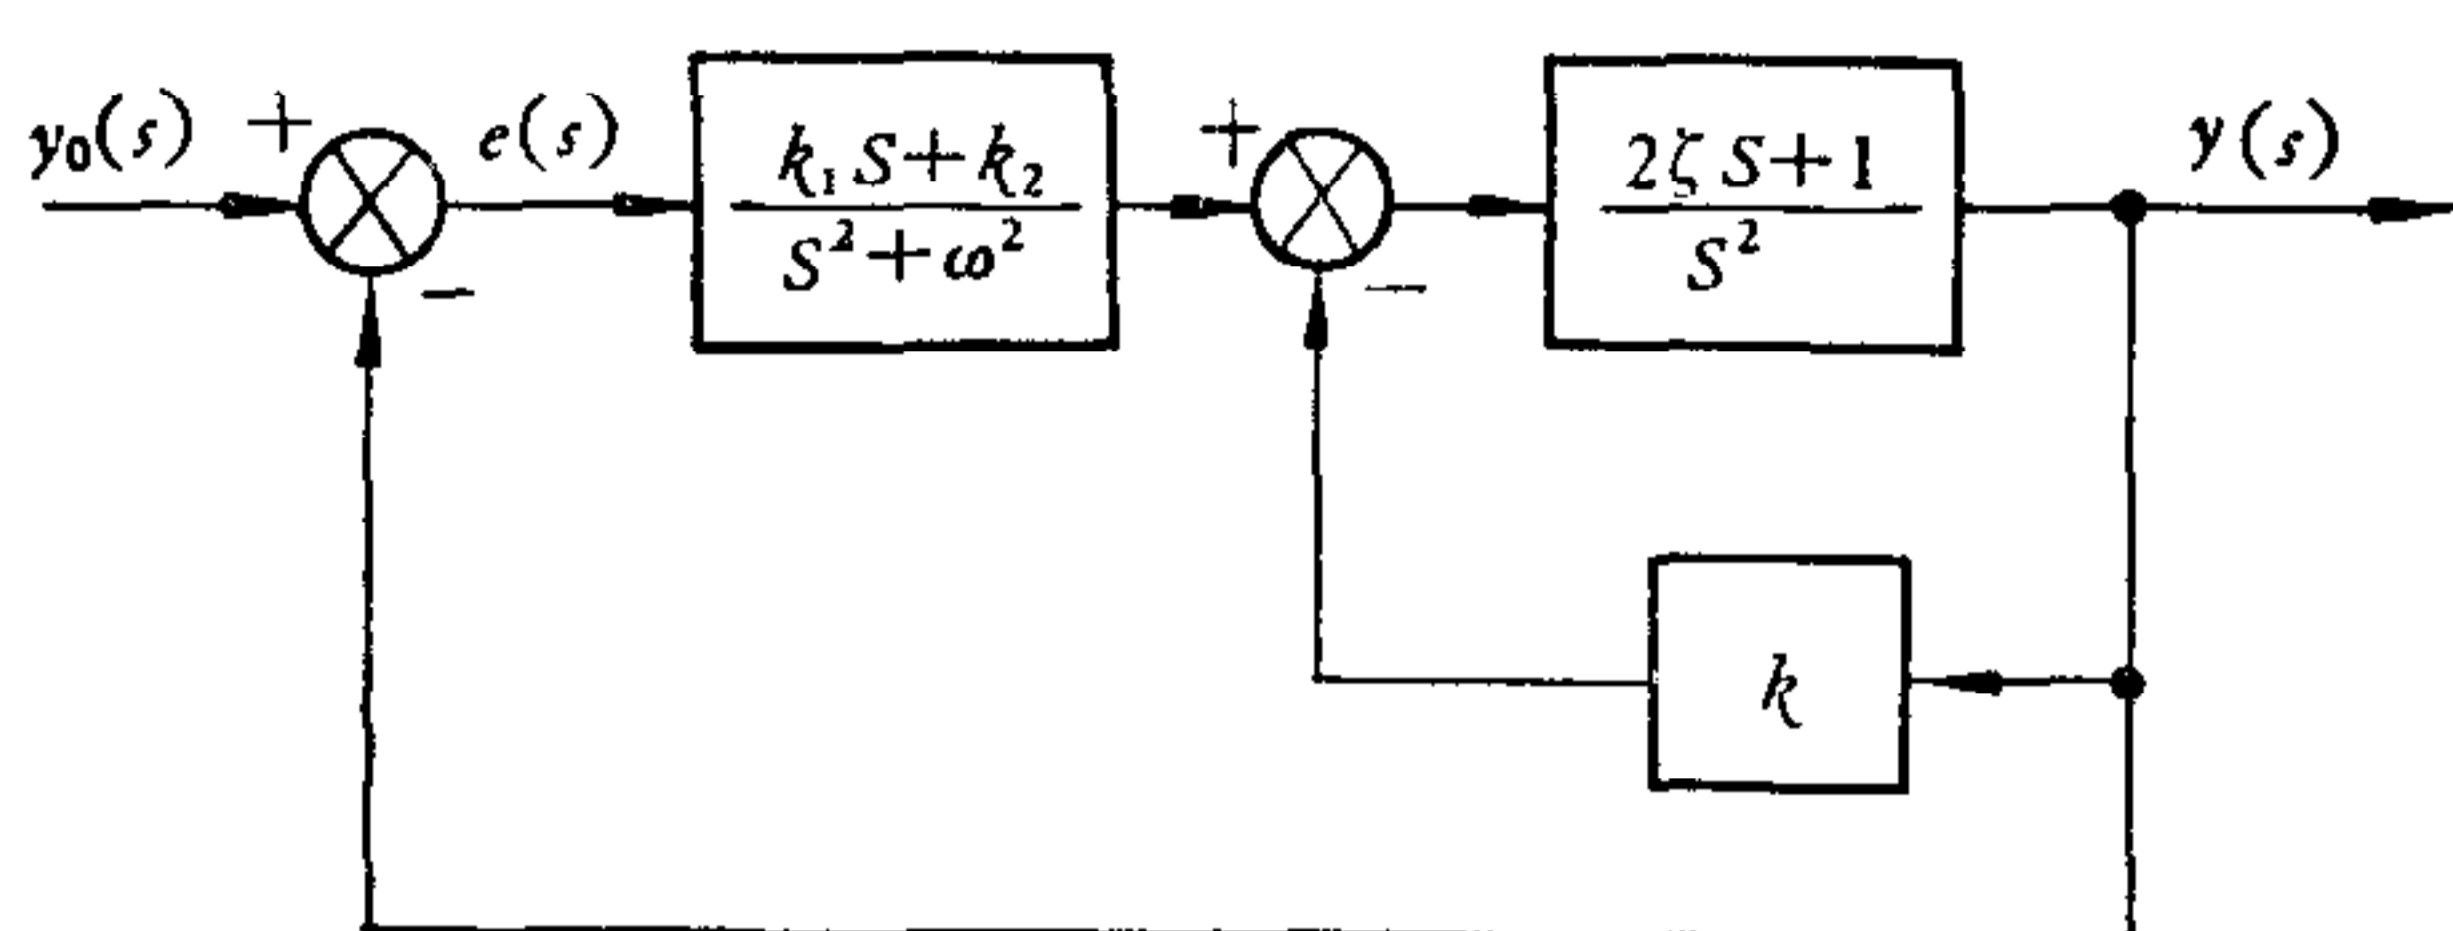 y₀(s) + e(s) k₁S+k₂ + 2ζS+1 y(s)
S²+ω² S²
− −
k